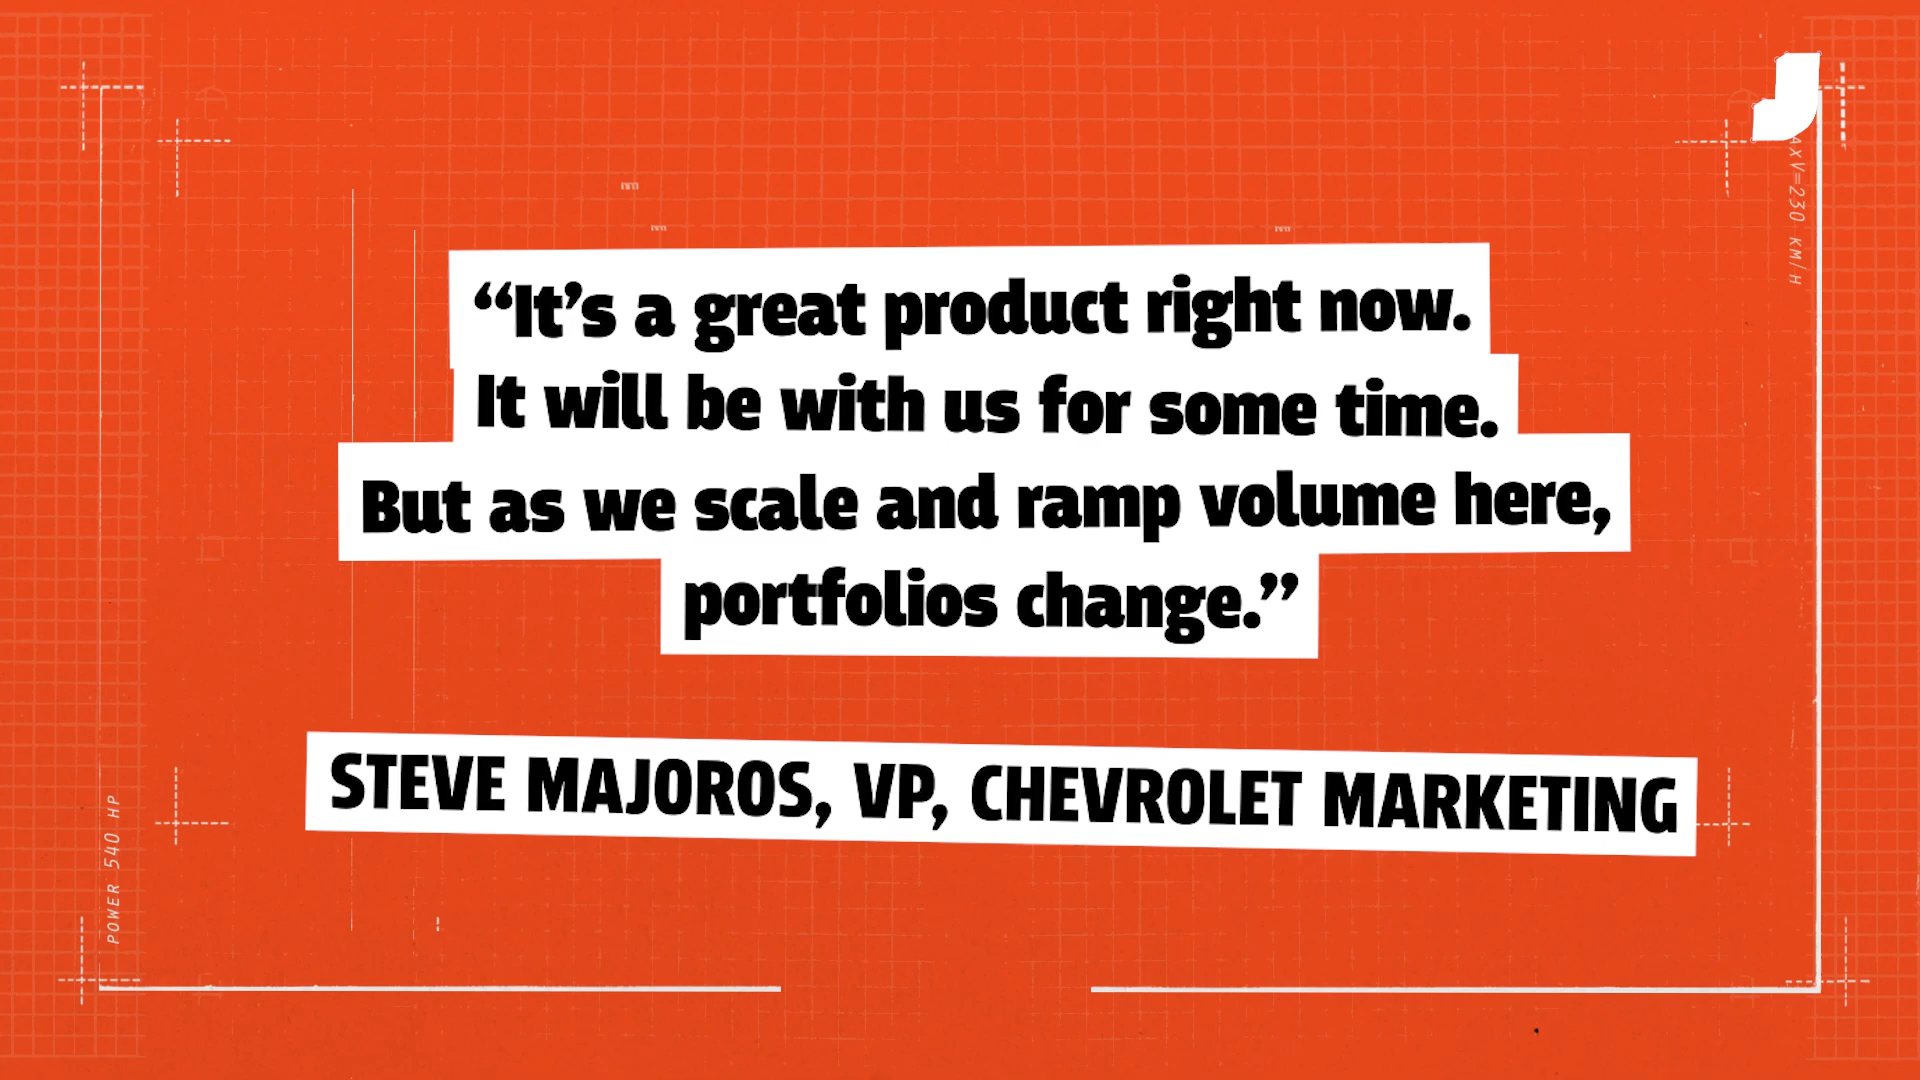 “It’s a great product right now.
It will be with us for some time.
But as we scale and ramp volume here,
portfolios change.”
STEVE MAJOROS, VP, CHEVROLET MARKETING
POWER 540 HP
AXV=230 KM/H